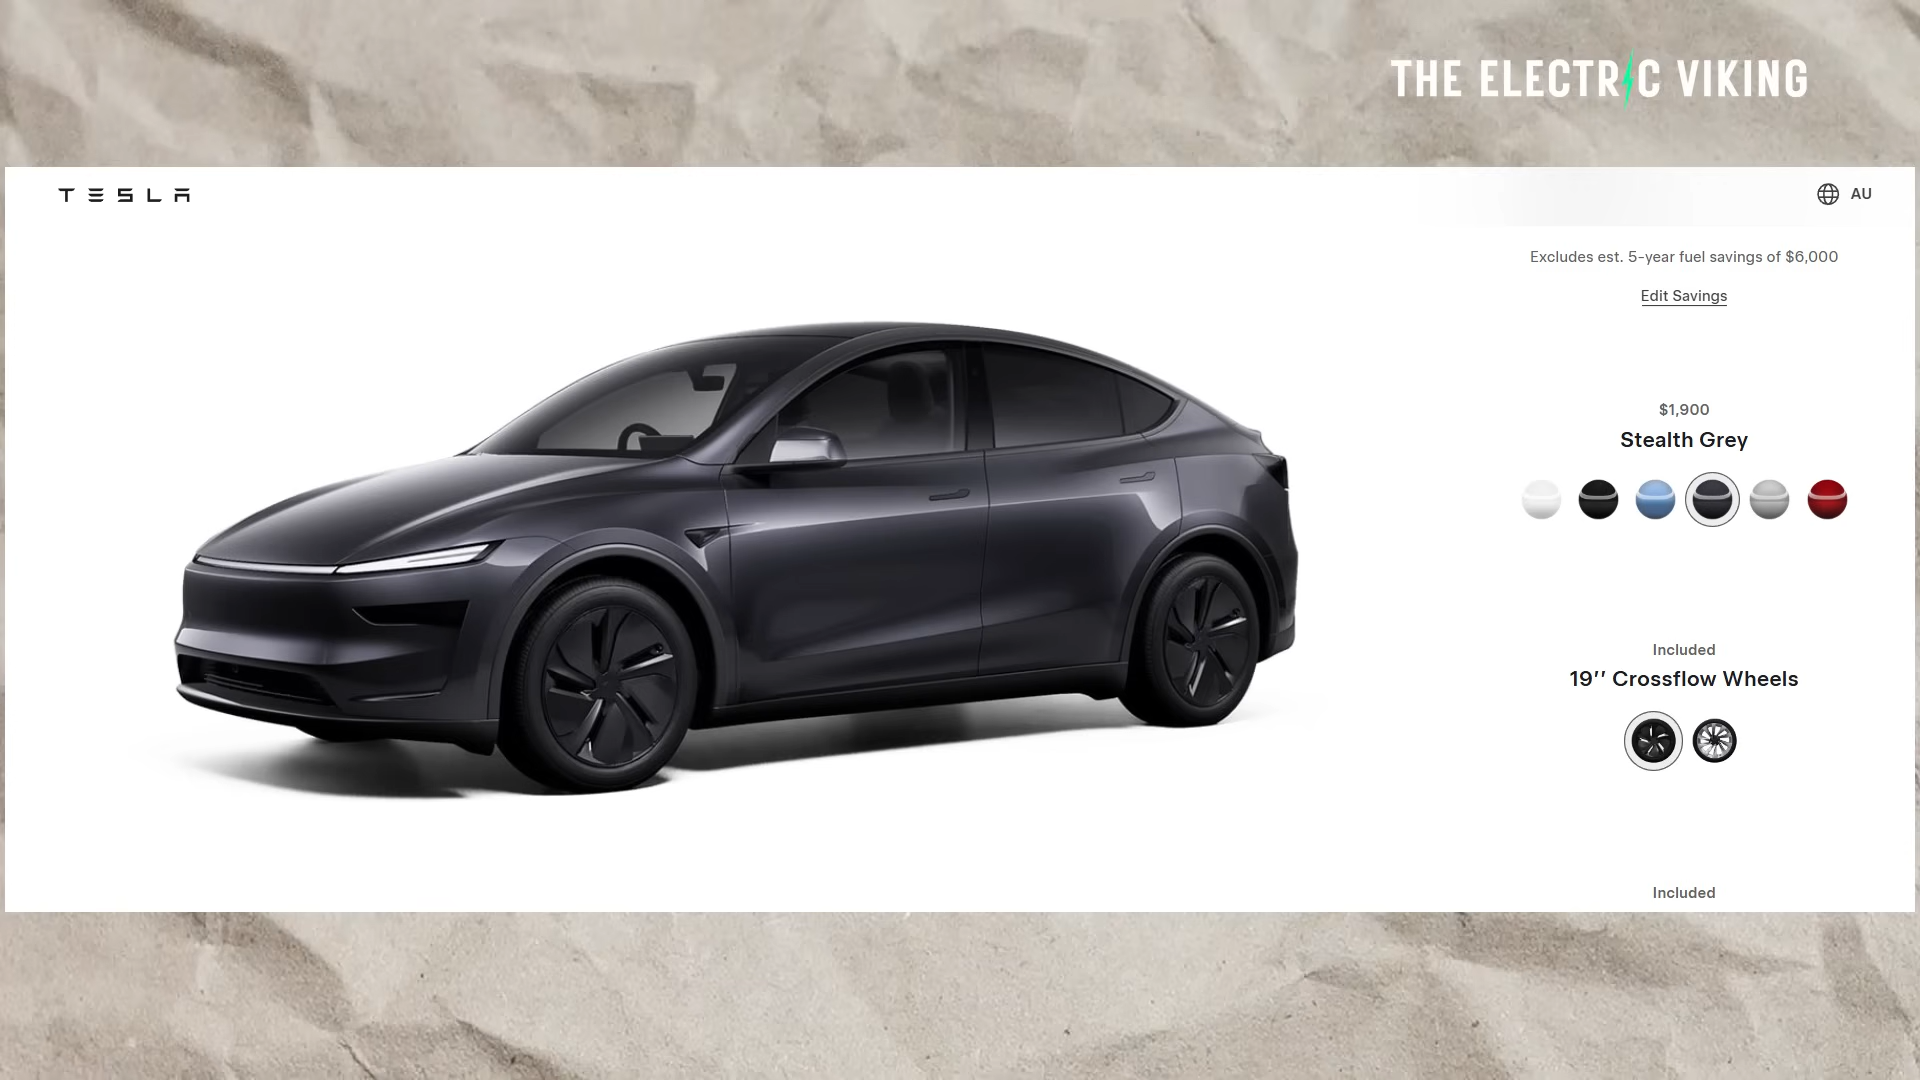 THE ELECTRIC VIKING
TESLA
AU
Excludes est. 5-year fuel savings of $6,000
Edit Savings
$1,900
Stealth Grey
Included
19′′ Crossflow Wheels
Included